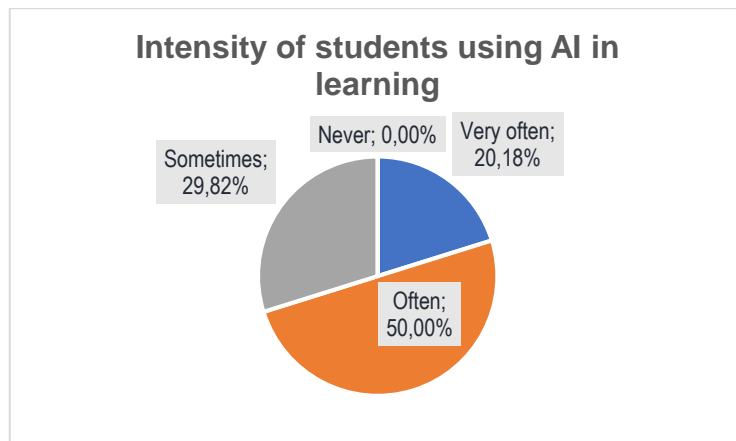 Intensity of students using AI in
learning
Never; 0,00%
Very often;
20,18%
Sometimes;
29,82%
Often;
50,00%